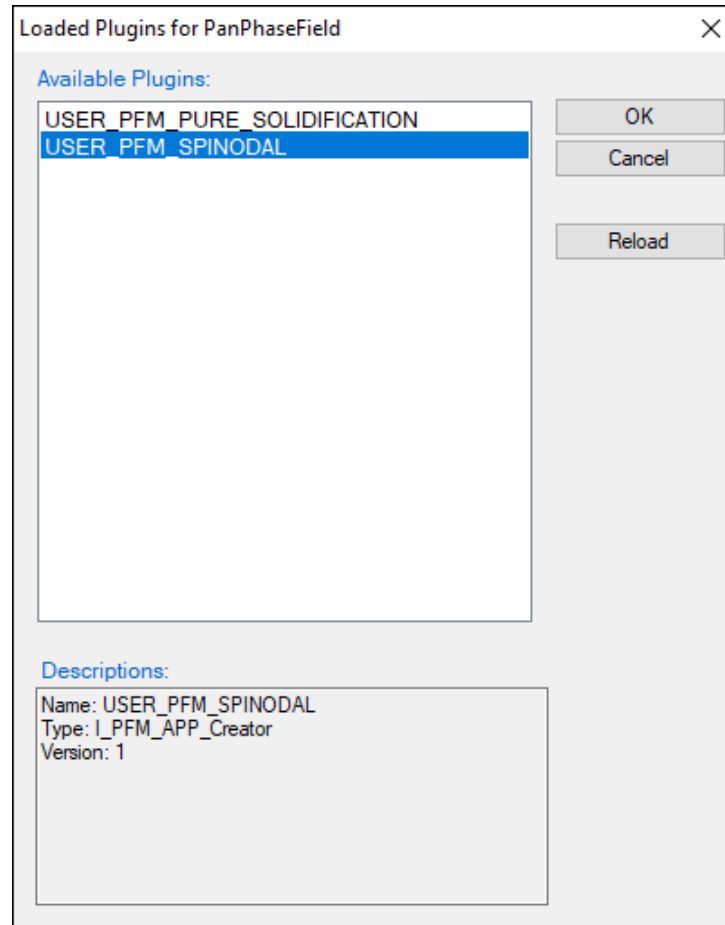 Loaded Plugins for PanPhaseField
Available Plugins:
USER_PFM_PURE_SOLIDIFICATION
USER_PFM_SPINODAL
OK
Cancel
Reload
Descriptions:
Name: USER_PFM_SPINODAL
Type: I_PFM_APP_Creator
Version: 1